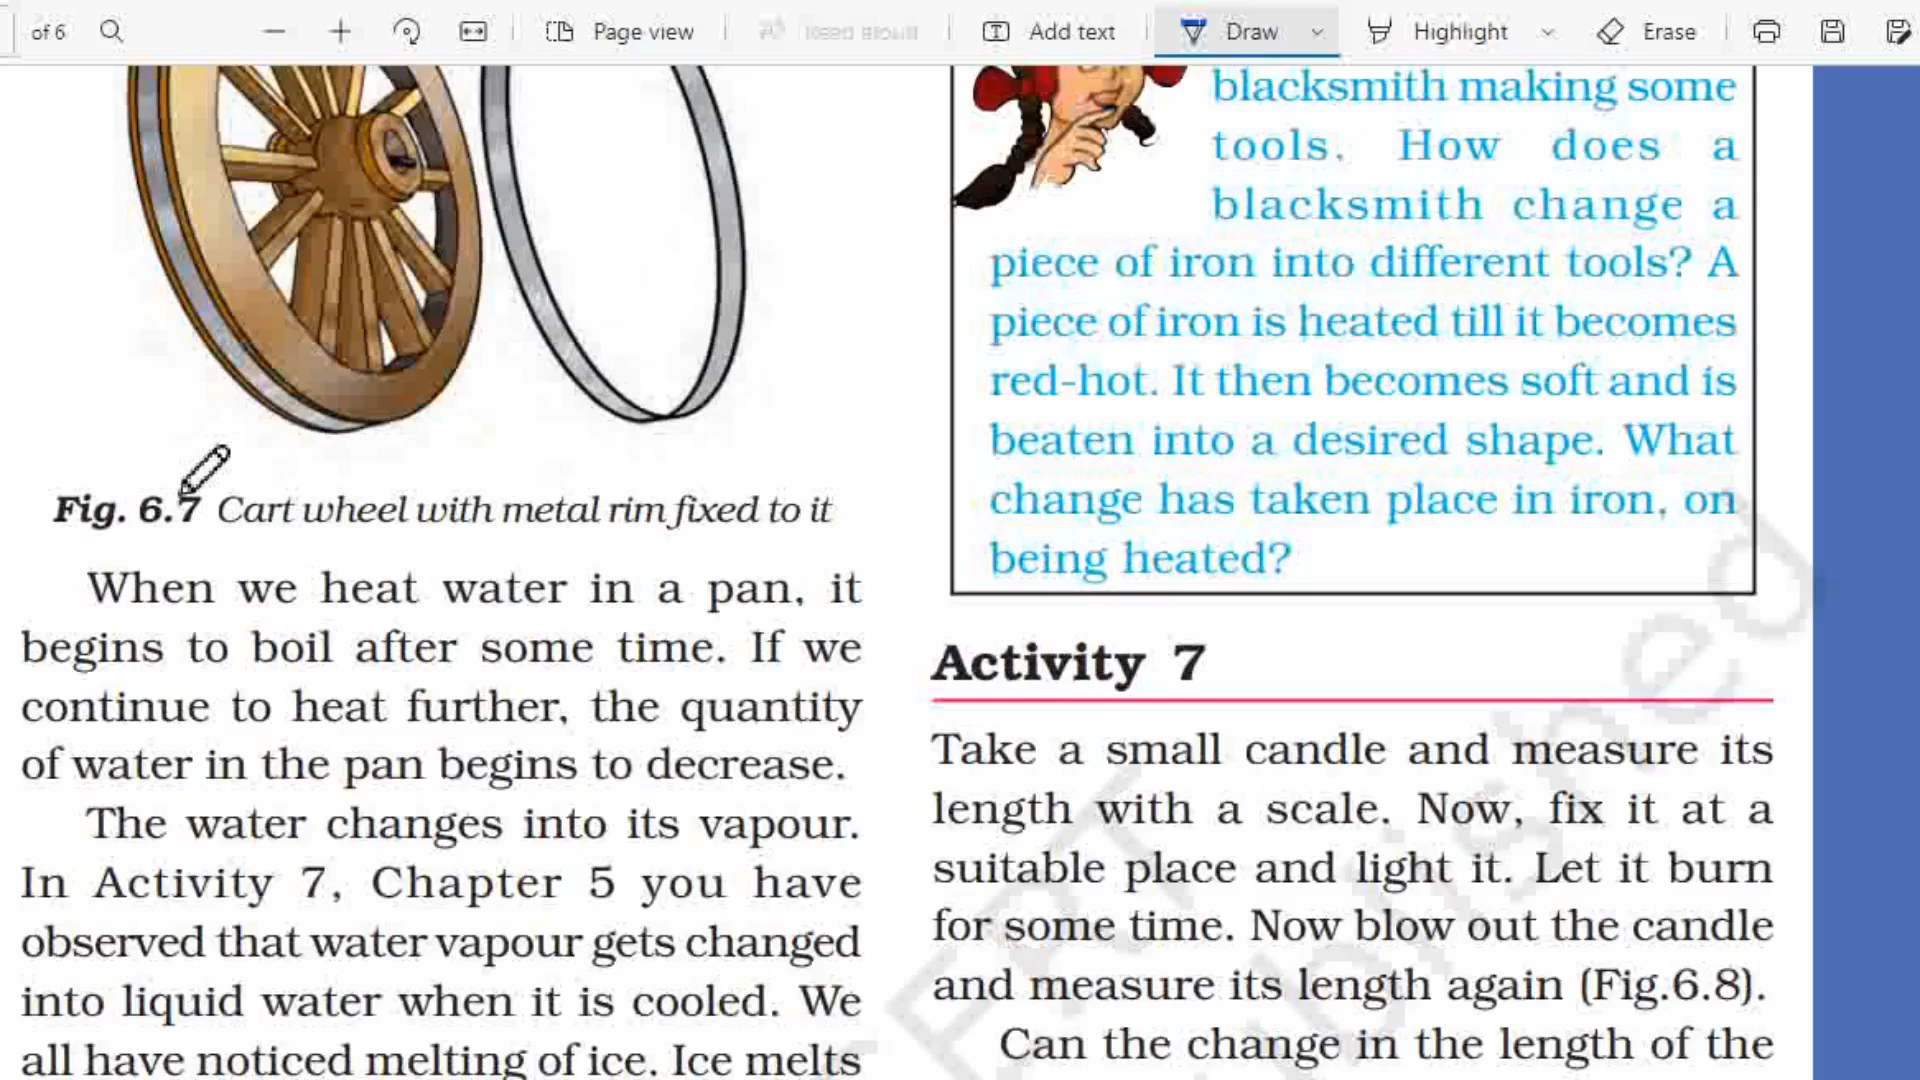 of 6
Page view
Read aloud
Add text
Draw
Highlight
Erase
Fig. 6.7 Cart wheel with metal rim fixed to it
When we heat water in a pan, it
begins to boil after some time. If we
continue to heat further, the quantity
of water in the pan begins to decrease.
The water changes into its vapour.
In Activity 7, Chapter 5 you have
observed that water vapour gets changed
into liquid water when it is cooled. We
all have noticed melting of ice. Ice melts
blacksmith making some
tools. How does a
blacksmith change a
piece of iron into different tools? A
piece of iron is heated till it becomes
red-hot. It then becomes soft and is
beaten into a desired shape. What
change has taken place in iron, on
being heated?
Activity 7
Take a small candle and measure its
length with a scale. Now, fix it at a
suitable place and light it. Let it burn
for some time. Now blow out the candle
and measure its length again (Fig.6.8).
Can the change in the length of the